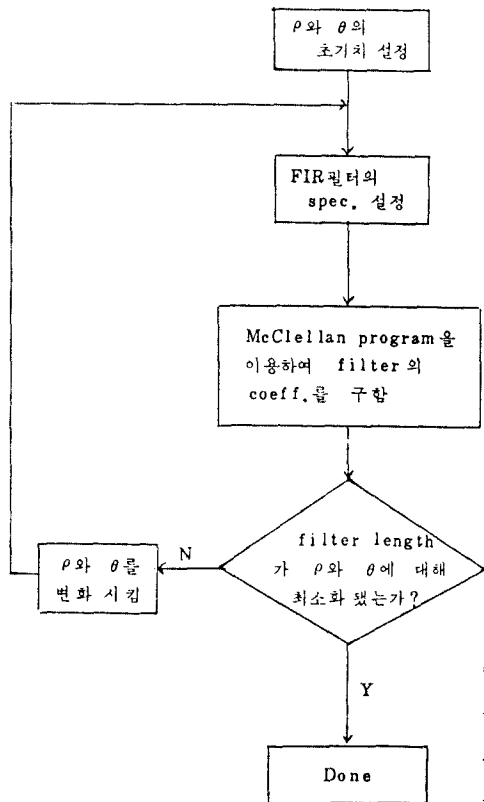 ρ와 θ의
초기치 설정
FIR필터의
spec. 설정
McClellan program을
이용하여 filter의
coeff.를 구함
filter length
가 ρ와 θ에 대해
최소화 됐는가?
N
ρ와 θ를
변화 시킴
Y
Done